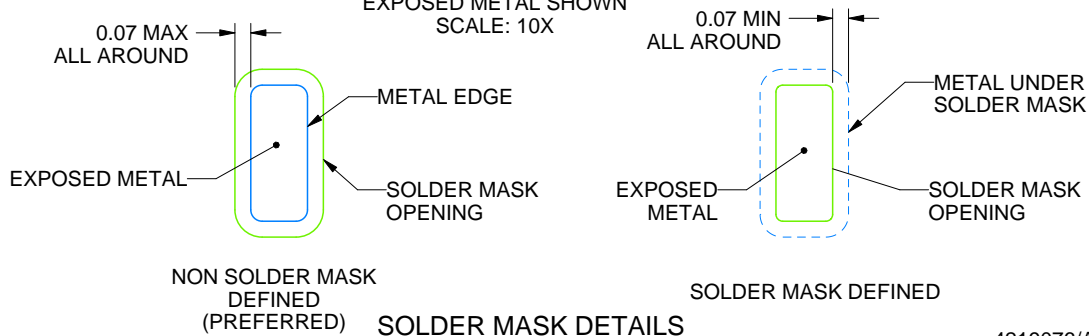 EXPOSED METAL SHOWN
SCALE: 10X
0.07 MAX
ALL AROUND
METAL EDGE
EXPOSED METAL
SOLDER MASK
OPENING
NON SOLDER MASK
DEFINED
(PREFERRED)
0.07 MIN
ALL AROUND
METAL UNDER
SOLDER MASK
EXPOSED
METAL
SOLDER MASK
OPENING
SOLDER MASK DEFINED
SOLDER MASK DETAILS